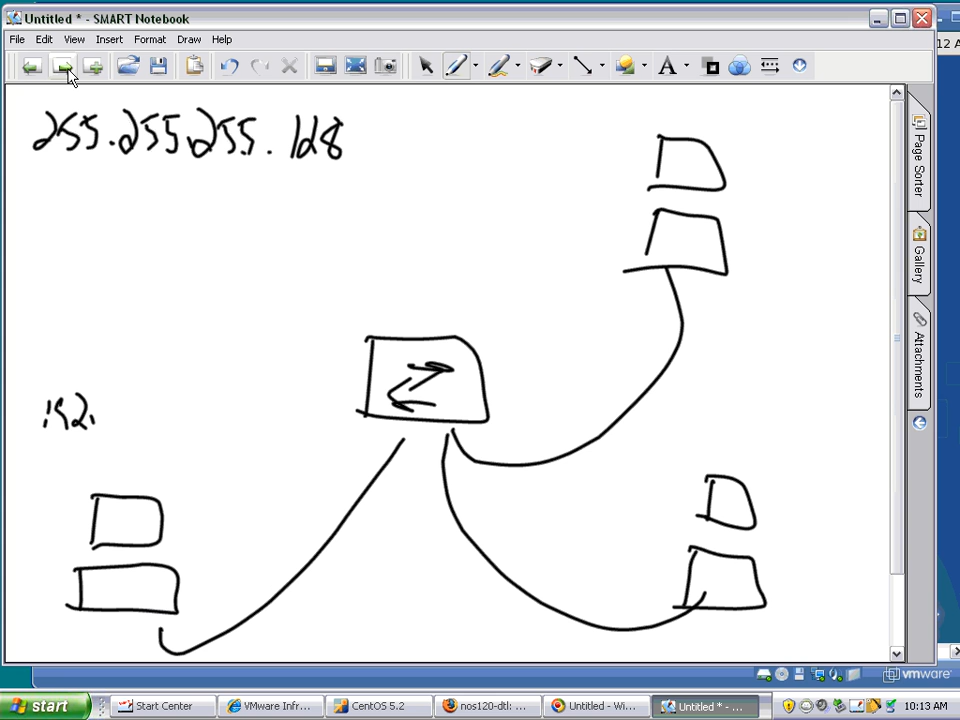 Untitled * - SMART Notebook
File Edit View Insert Format Draw Help
12 A
255.255.255.128
Page Sorter
Gallery
Attachments
vmware
start
Start Center
VMware Infr...
CentOS 5.2
nos120-dtl: ...
Untitled - Wi...
Untitled * - ...
10:13 AM